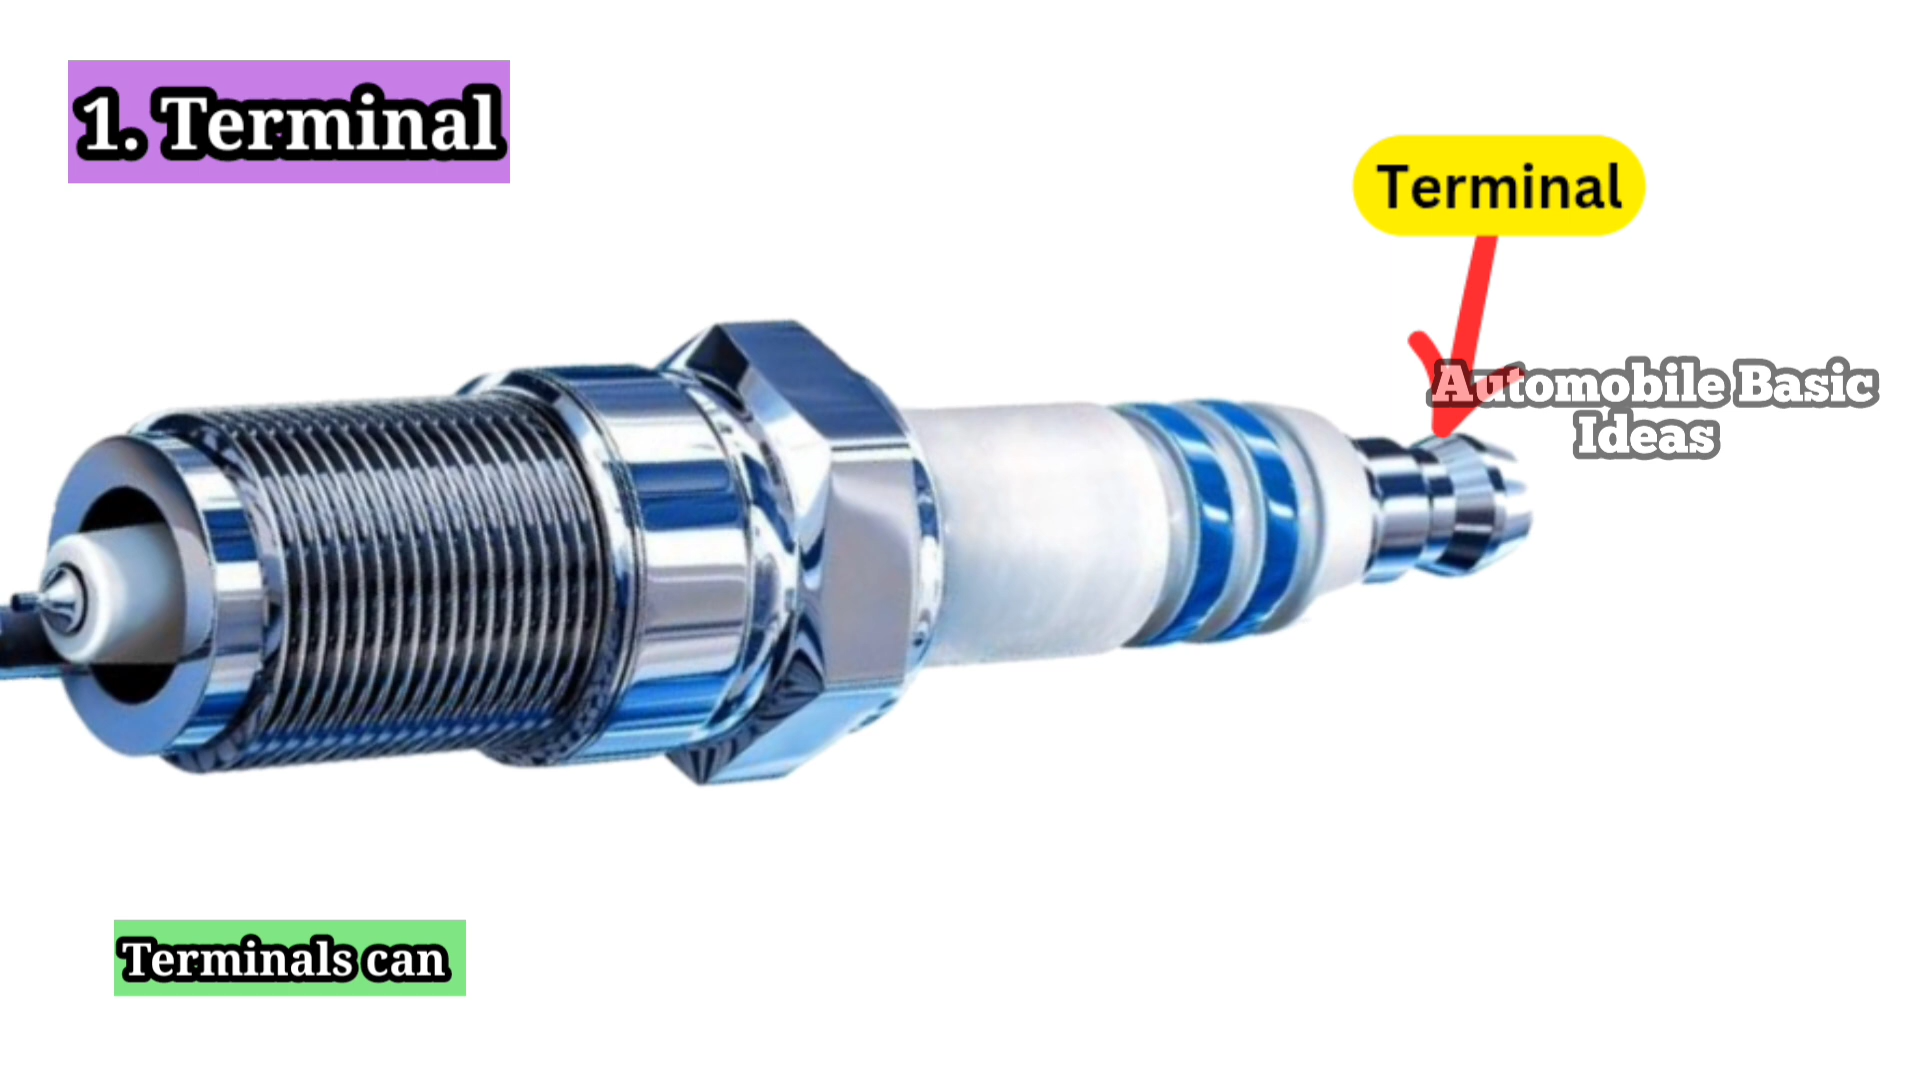 1. Terminal
Terminal
Automobile Basic
Ideas
Terminals can